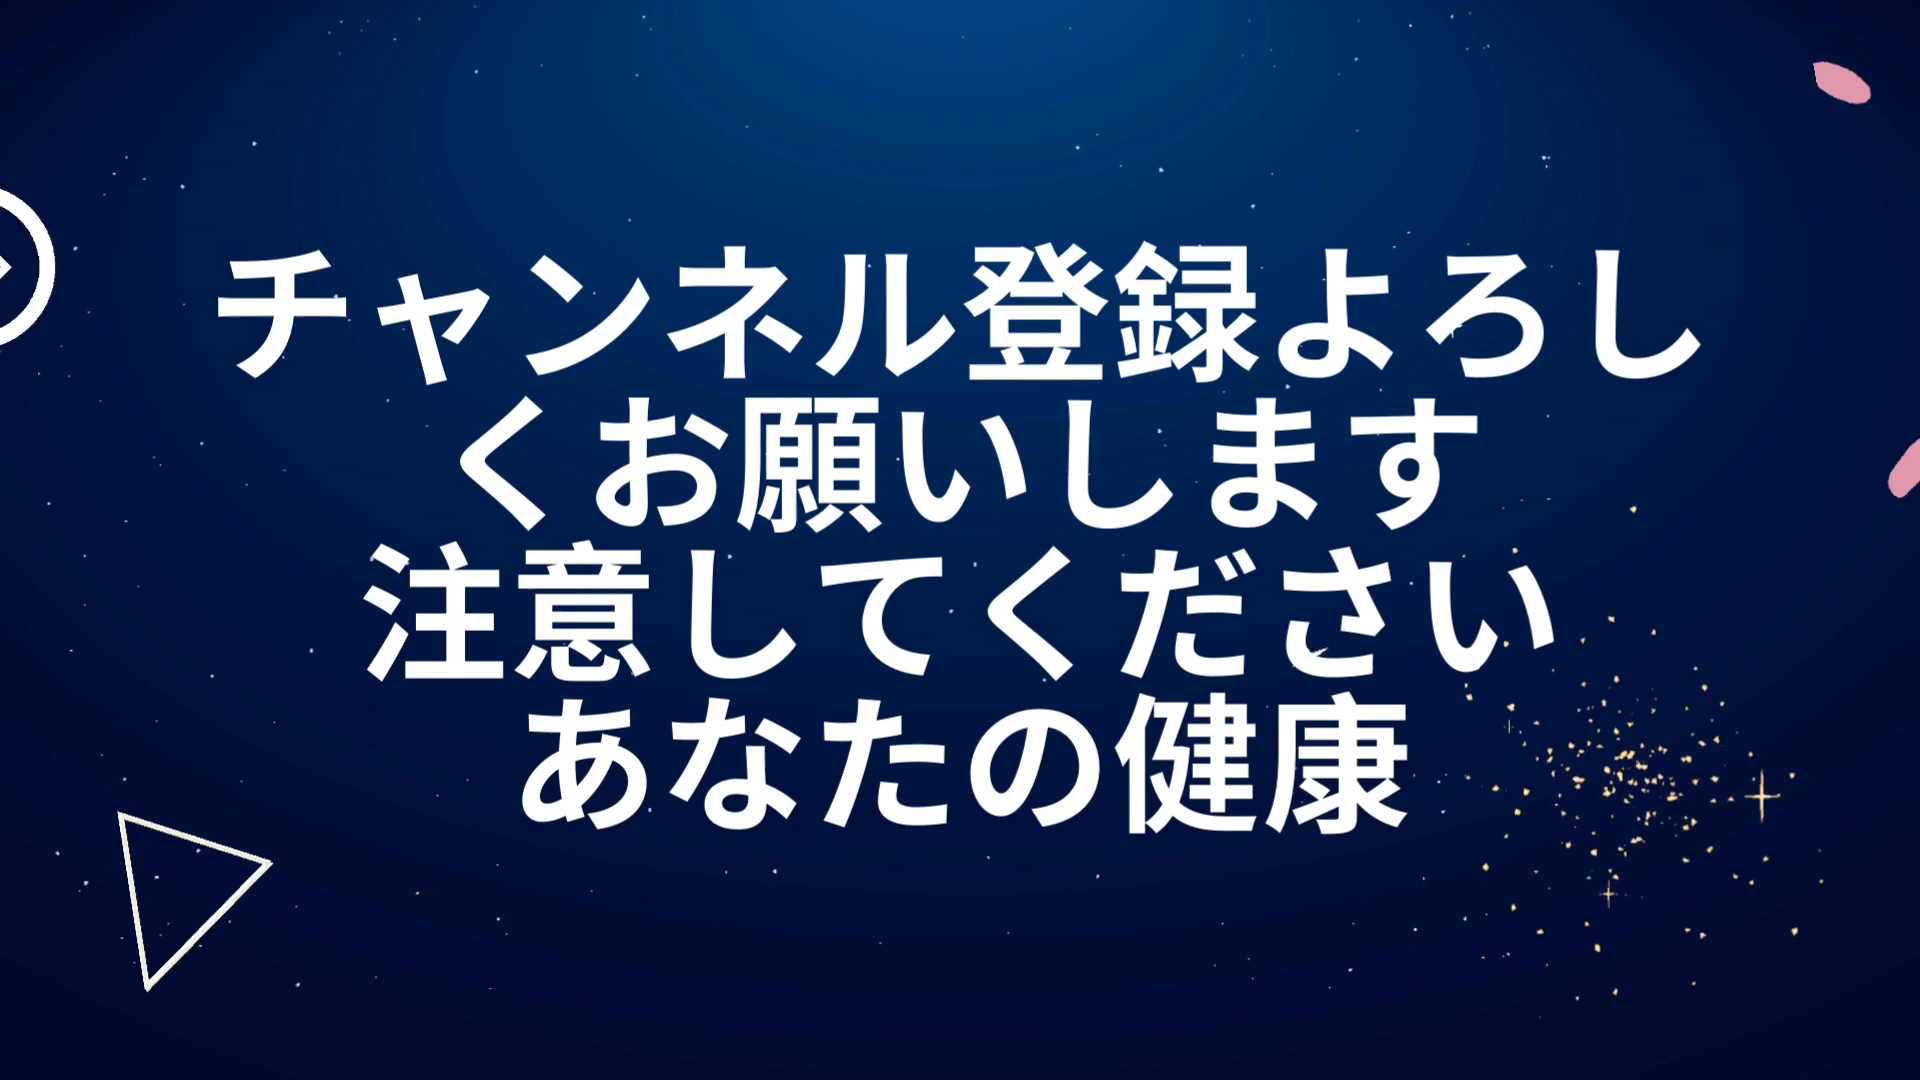 チャンネル登録よろし
くお願いします
注意してください
あなたの健康